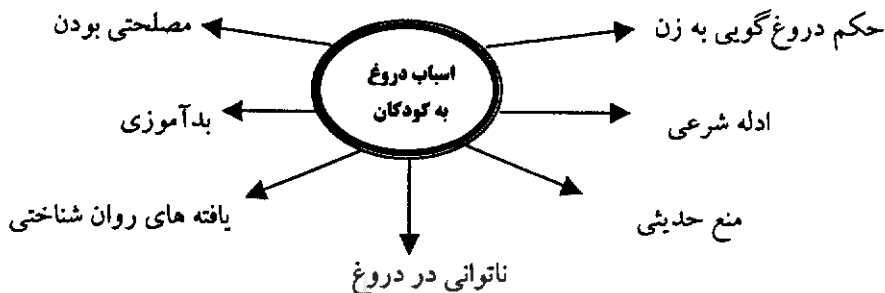 حکم دروغ‌گویی به زن
مصلحتی بودن
اسباب دروغ
به کودکان
ادله شرعی
بدآموزی
منع حدیثی
یافته های روان شناختی
ناتوانی در دروغ